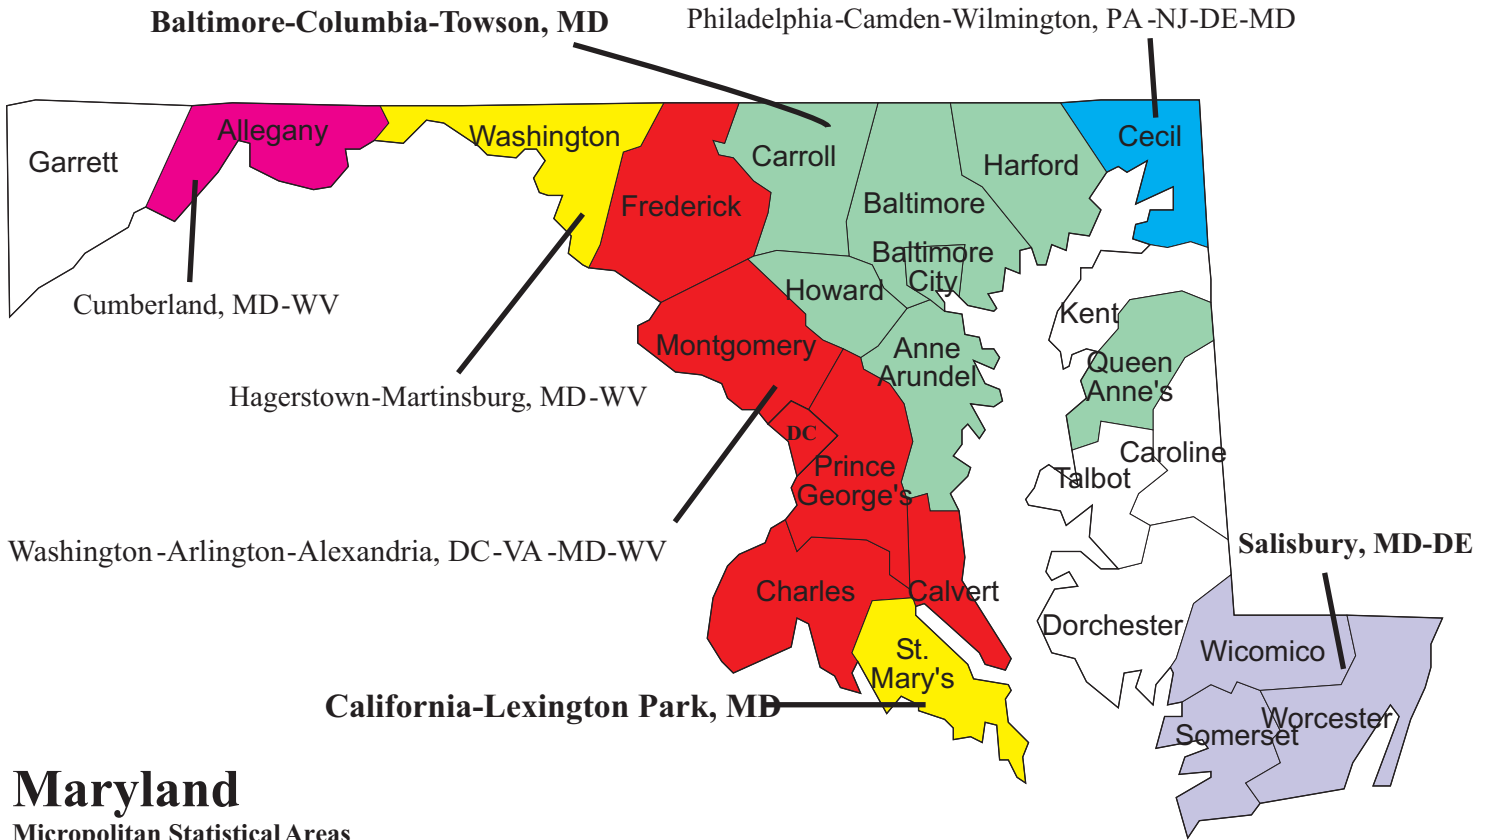 Baltimore-Columbia-Towson, MD
Philadelphia-Camden-Wilmington, PA-NJ-DE-MD
Garrett
Allegany
Washington
Frederick
Carroll
Baltimore
Harford
Cecil
Baltimore
City
Howard
Cumberland, MD-WV
Kent
Montgomery
Anne
Arundel
Queen
Anne's
Hagerstown-Martinsburg, MD-WV
DC
Prince
George's
Caroline
Talbot
Washington-Arlington-Alexandria, DC-VA-MD-WV
Salisbury, MD-DE
Charles
Calvert
Dorchester
St.
Mary's
Wicomico
California-Lexington Park, MD
Worcester
Somerset
Maryland
Micropolitan Statistical Areas